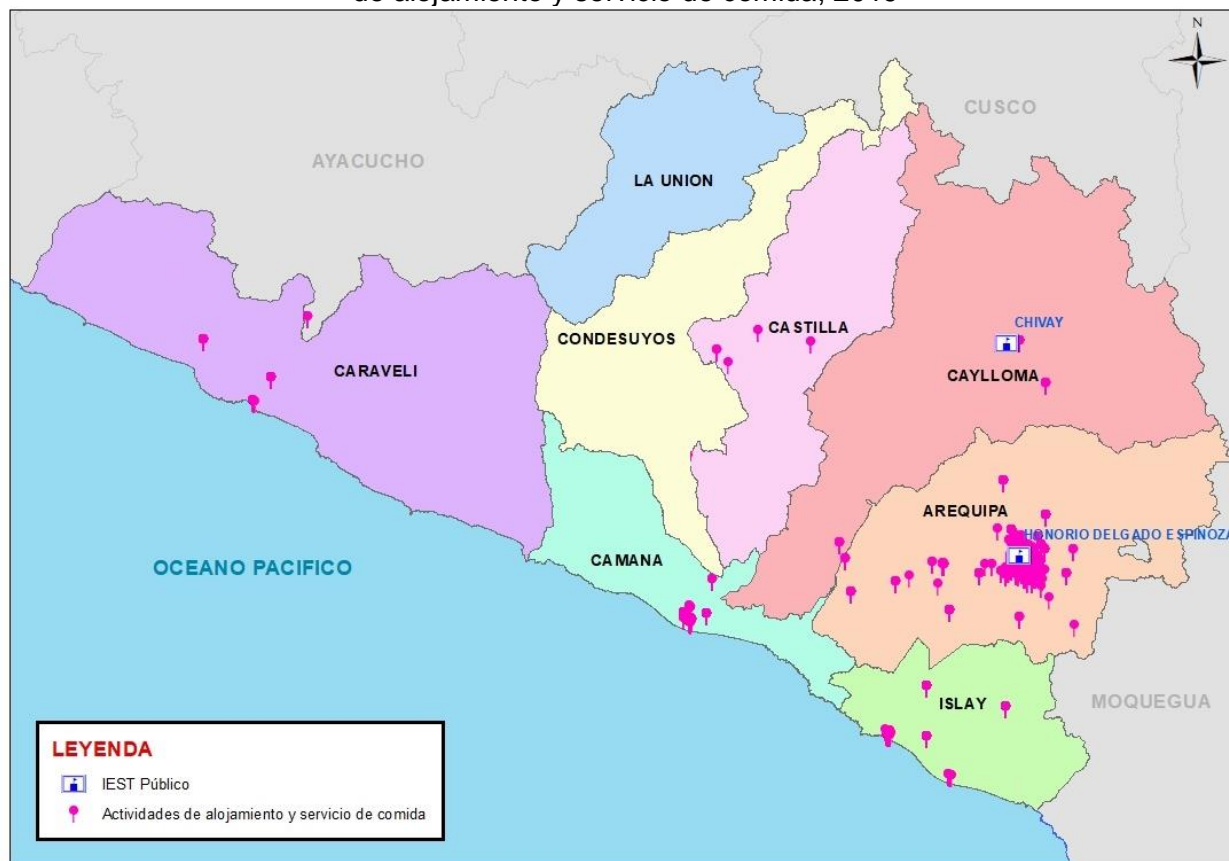 de alojamiento y servicio de comida, 2018
N
CUSCO
AYACUCHO
LA UNION
CHIVAY
CONDESUYOS
CASTILLA
CARAVELI
CAYLLOMA
AREQUIPA
HONORIO DELGADO ESPINOZA
OCEANO PACIFICO
CAMANA
ISLAY
MOQUEGUA
LEYENDA
IEST Público
Actividades de alojamiento y servicio de comida